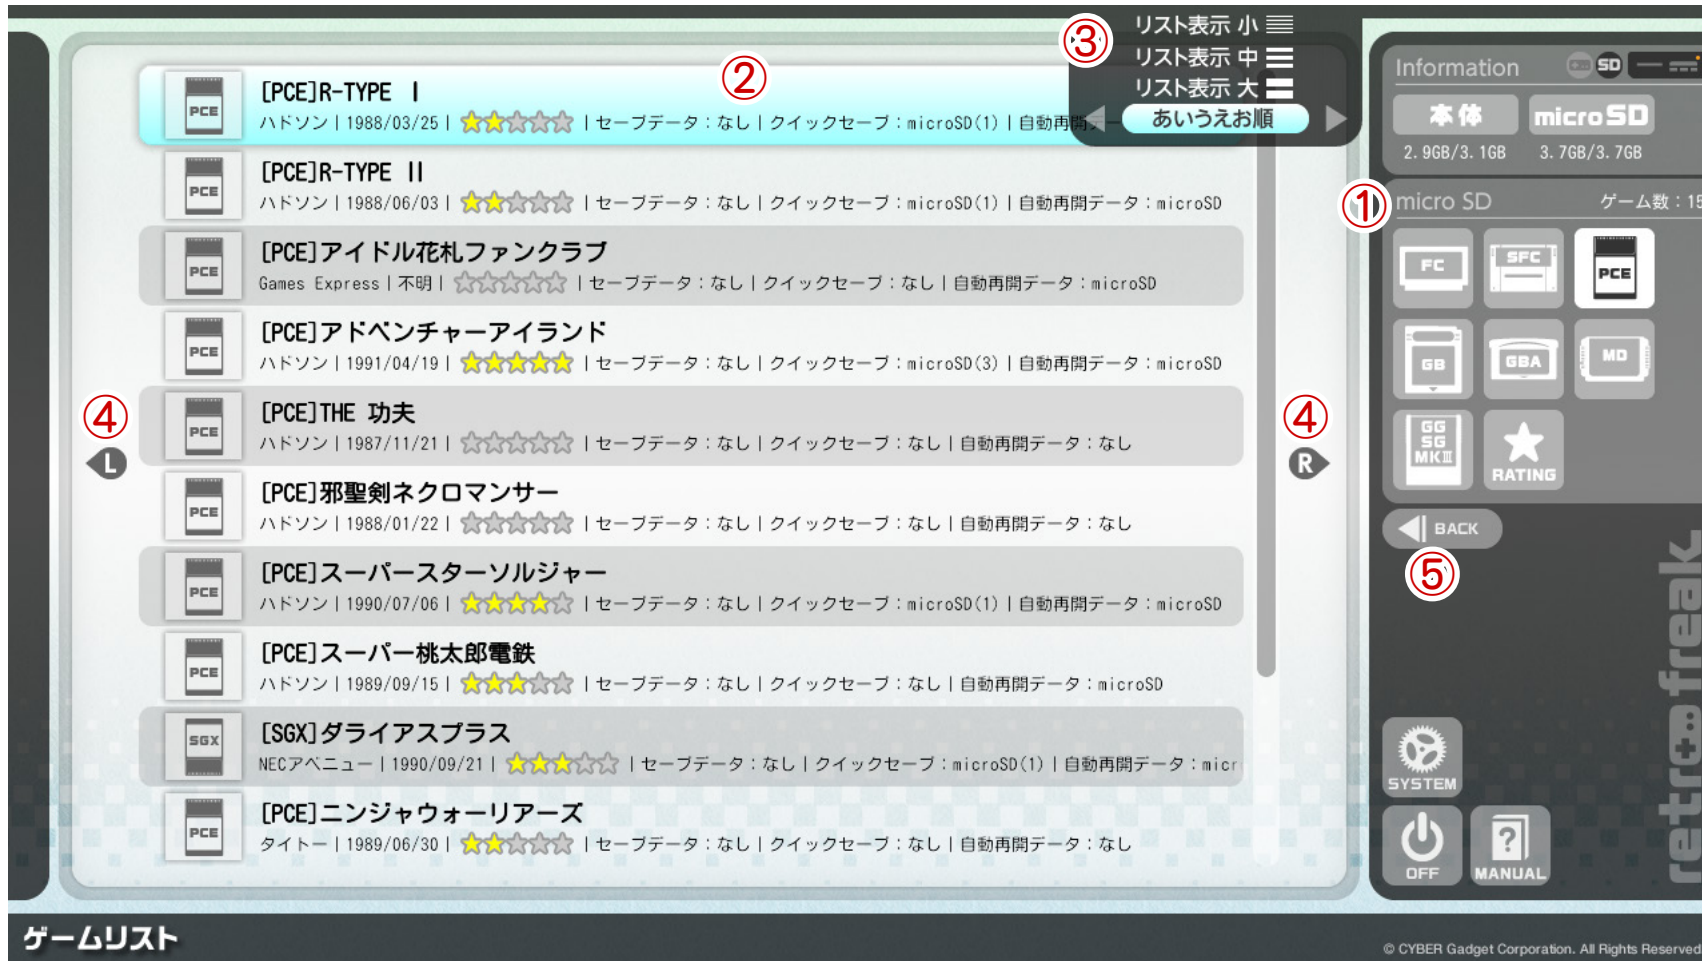 ③
リスト表示 小
リスト表示 中
リスト表示 大
あいうえお順
②
PCE
[PCE]R-TYPE Ⅰ
ハドソン | 1988/03/25 | ★★☆☆☆ | セーブデータ：なし | クイックセーブ：microSD(1) | 自動再開デー
PCE
[PCE]R-TYPE Ⅱ
ハドソン | 1988/06/03 | ★★☆☆☆ | セーブデータ：なし | クイックセーブ：microSD(1) | 自動再開データ：microSD
PCE
[PCE]アイドル花札ファンクラブ
Games Express | 不明 | ☆☆☆☆☆ | セーブデータ：なし | クイックセーブ：なし | 自動再開データ：microSD
PCE
[PCE]アドベンチャーアイランド
ハドソン | 1991/04/19 | ★★★★★ | セーブデータ：なし | クイックセーブ：microSD(3) | 自動再開データ：microSD
PCE
[PCE]THE 功夫
ハドソン | 1987/11/21 | ☆☆☆☆☆ | セーブデータ：なし | クイックセーブ：なし | 自動再開データ：なし
PCE
[PCE]邪聖剣ネクロマンサー
ハドソン | 1988/01/22 | ☆☆☆☆☆ | セーブデータ：なし | クイックセーブ：なし | 自動再開データ：なし
PCE
[PCE]スーパースターソルジャー
ハドソン | 1990/07/06 | ★★★★☆ | セーブデータ：なし | クイックセーブ：microSD(1) | 自動再開データ：microSD
PCE
[PCE]スーパー桃太郎電鉄
ハドソン | 1989/09/15 | ★★★☆☆ | セーブデータ：なし | クイックセーブ：なし | 自動再開データ：microSD
SGX
[SGX]ダライアスプラス
NECアベニュー | 1990/09/21 | ★★★☆☆ | セーブデータ：なし | クイックセーブ：microSD(1) | 自動再開データ：micr
PCE
[PCE]ニンジャウォーリアーズ
タイトー | 1989/06/30 | ★★☆☆☆ | セーブデータ：なし | クイックセーブ：なし | 自動再開データ：なし
④
L
④
R
Information
SD
本体
microSD
2.9GB/3.1GB
3.7GB/3.7GB
①
micro SD
ゲーム数：15
FC
SFC
PCE
GB
GBA
MD
GG
SG
MKⅢ
RATING
BACK
⑤
SYSTEM
OFF
MANUAL
retro freak
ゲームリスト
© CYBER Gadget Corporation. All Rights Reserved